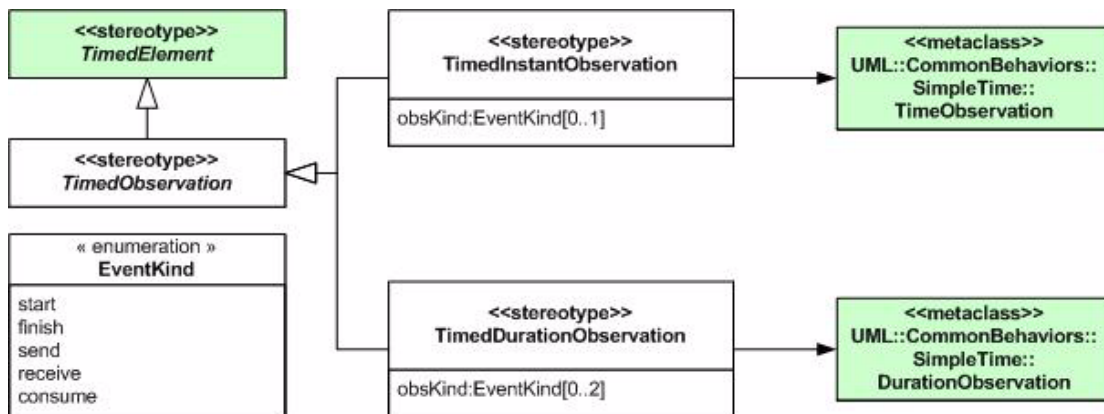 <<stereotype>>
TimedElement
<<stereotype>>
TimedObservation
« enumeration »
EventKind
start
finish
send
receive
consume
<<stereotype>>
TimedInstantObservation
obsKind:EventKind[0..1]
<<stereotype>>
TimedDurationObservation
obsKind:EventKind[0..2]
<<metaclass>>
UML::CommonBehaviors::
SimpleTime::
TimeObservation
<<metaclass>>
UML::CommonBehaviors::
SimpleTime::
DurationObservation